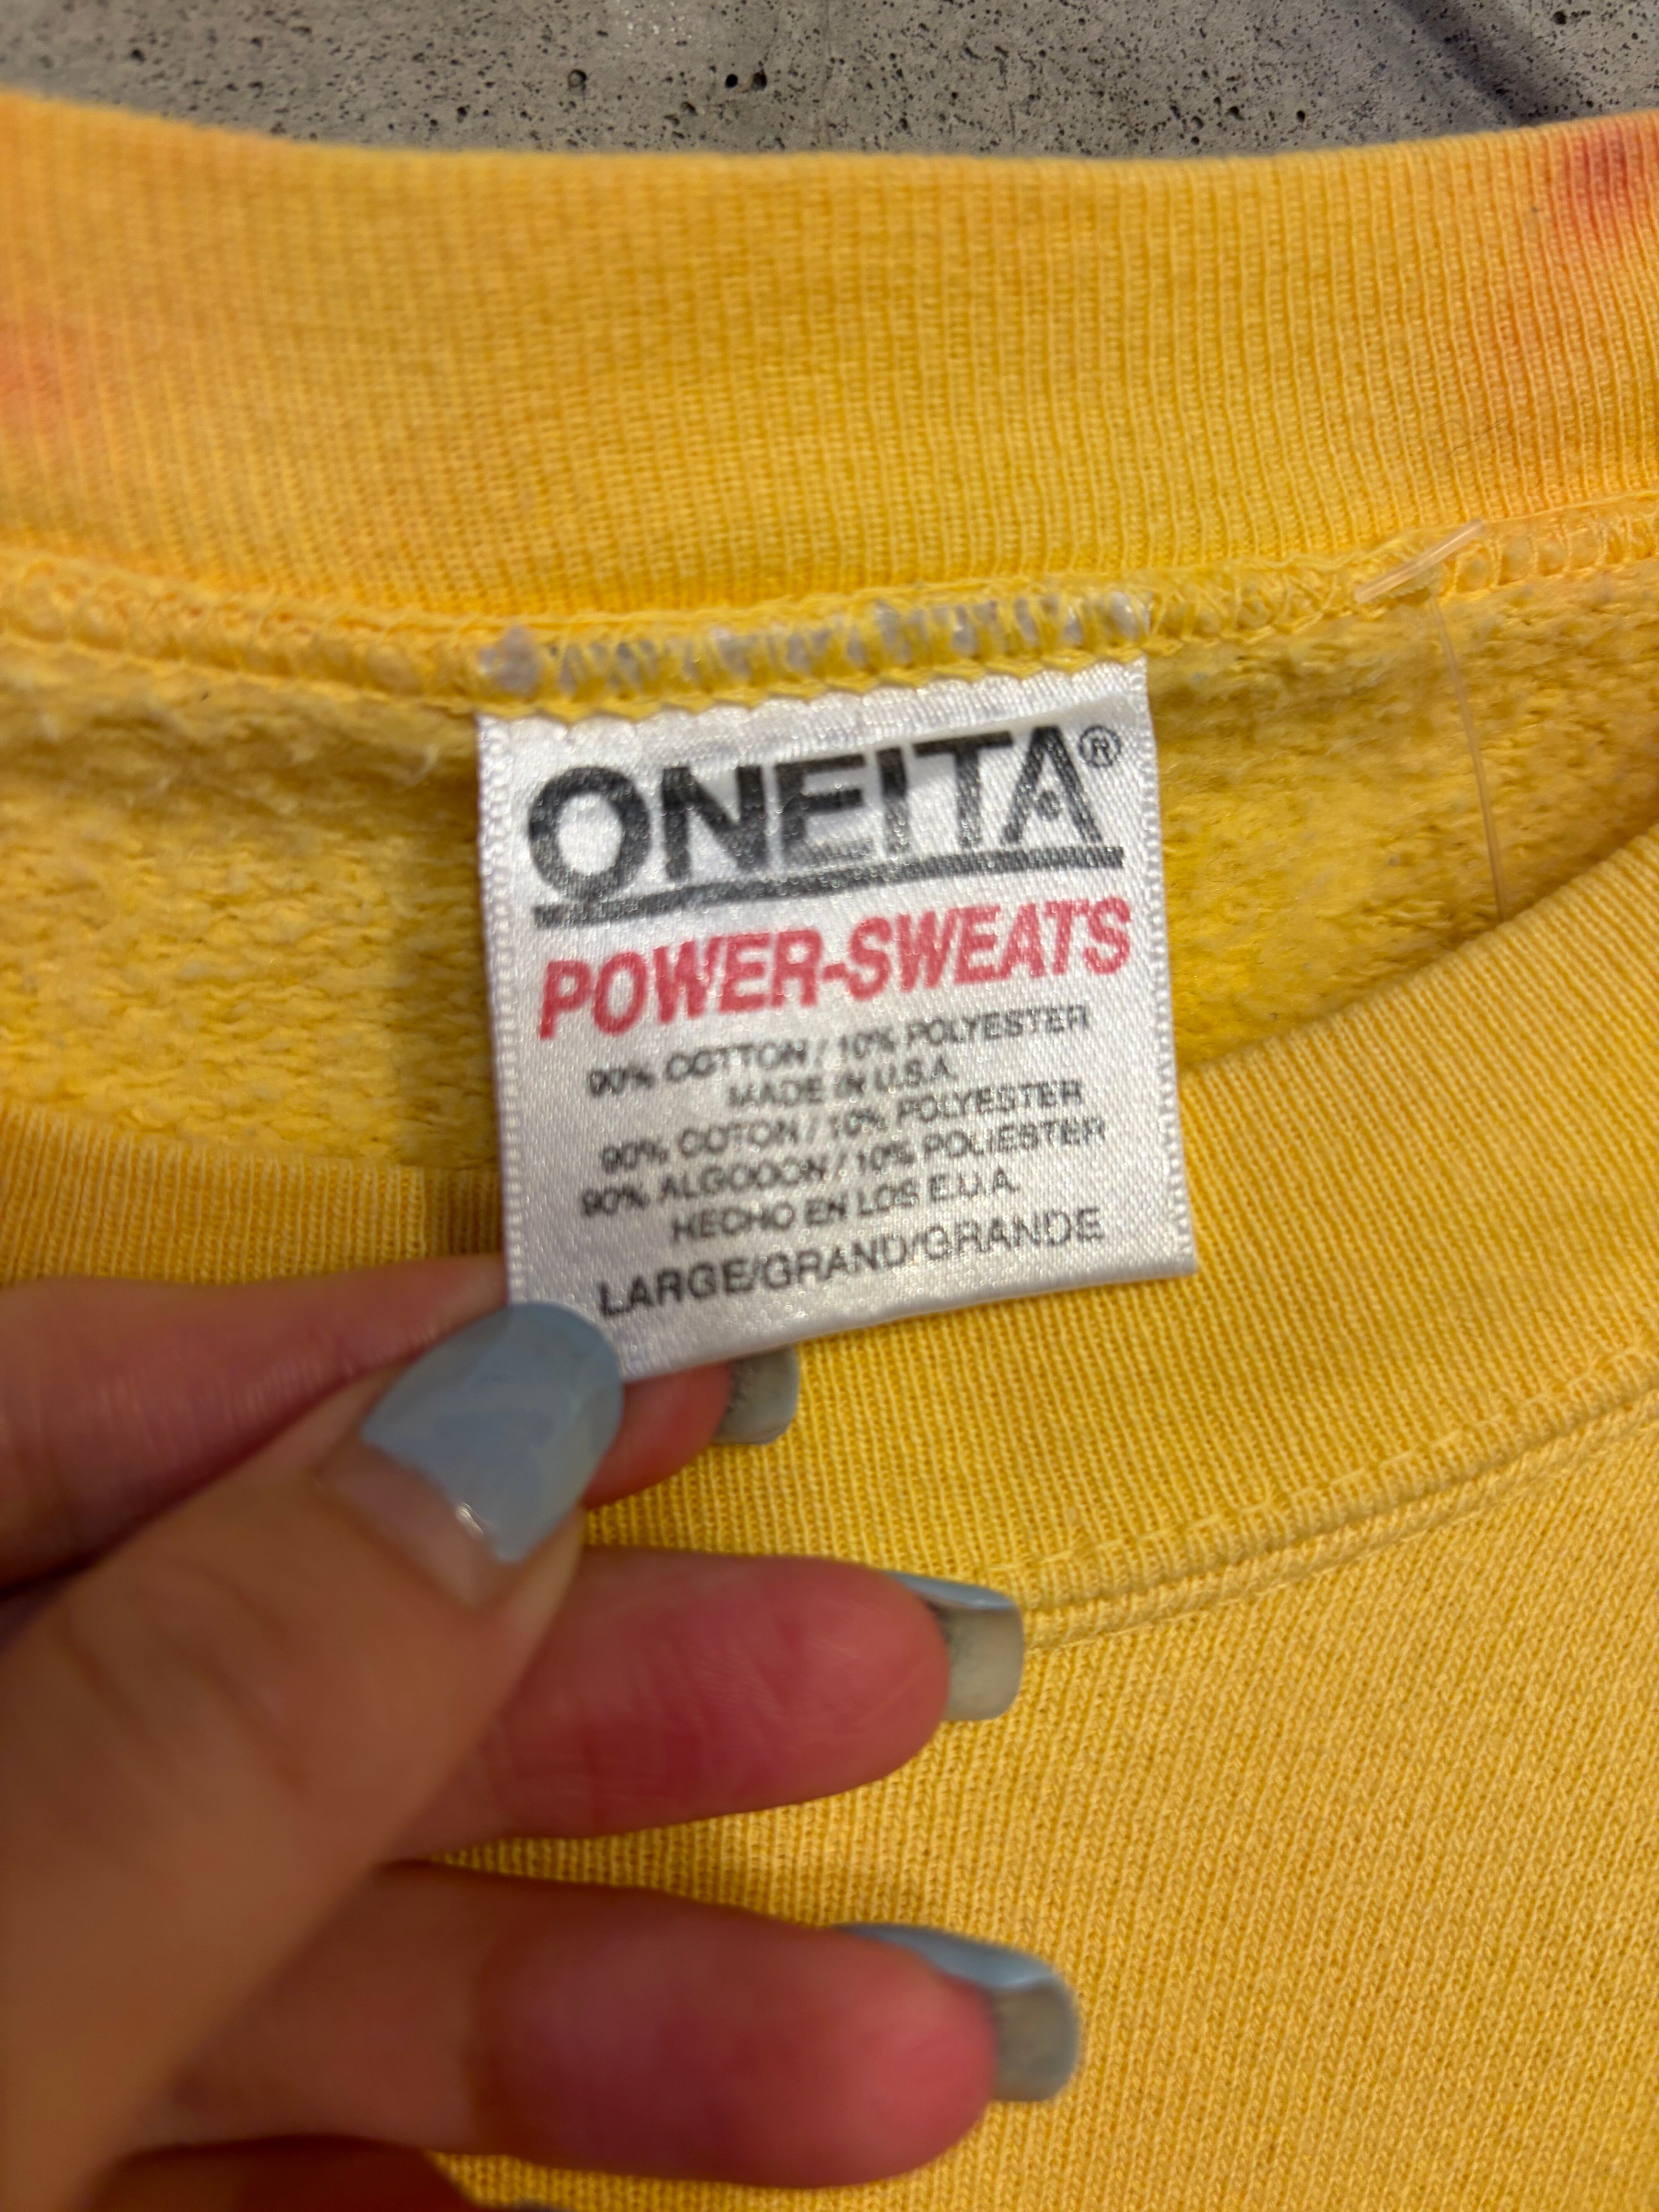 ONEITA®
POWER-SWEATS
90% COTTON / 10% POLYESTER
MADE IN U.S.A.
90% COTON / 10% POLYESTER
90% ALGODON / 10% POLIESTER
HECHO EN LOS E.U.A.
LARGE/GRAND/GRANDE